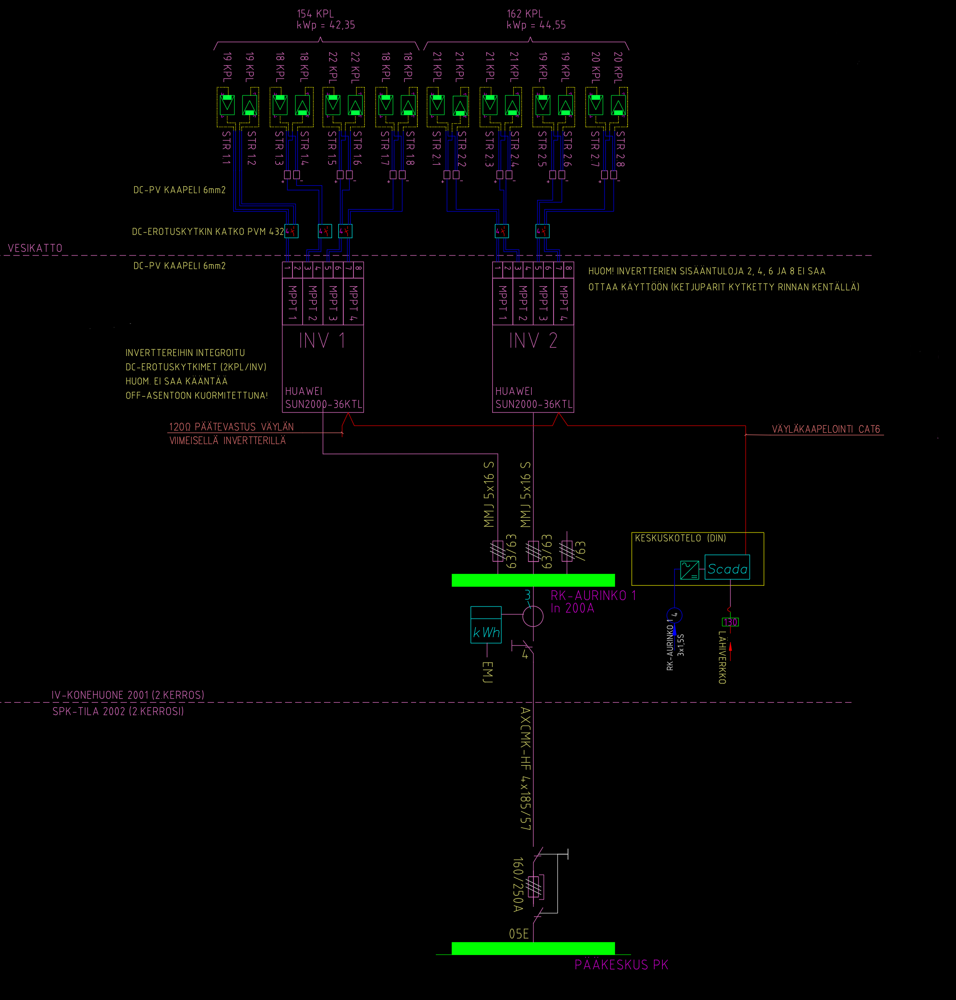 154 KPL
kWp = 42,35
162 KPL
kWp = 44,55
19 KPL
19 KPL
18 KPL
18 KPL
22 KPL
22 KPL
18 KPL
18 KPL
21 KPL
21 KPL
21 KPL
21 KPL
19 KPL
19 KPL
20 KPL
20 KPL
STR 1.1
STR 1.2
STR 1.3
STR 1.4
STR 1.5
STR 1.6
STR 1.7
STR 1.8
STR 2.1
STR 2.2
STR 2.3
STR 2.4
STR 2.5
STR 2.6
STR 2.7
STR 2.8
+ -
+ -
+ -
+ -
+ -
+ -
+ -
DC-PV KAAPELI 6mm2
DC-EROTUSKYTKIN KATKO PVM 432
4
4
4
4
4
VESIKATTO
DC-PV KAAPELI 6mm2
1 2 3 4 5 6 7 8
MPPT 1
MPPT 2
MPPT 3
MPPT 4
INV 1
HUAWEI
SUN2000-36KTL
1 2 3 4 5 6 7 8
MPPT 1
MPPT 2
MPPT 3
MPPT 4
INV 2
HUAWEI
SUN2000-36KTL
HUOM! INVERTTERIEN SISÄÄNTULOJA 2, 4, 6 JA 8 EI SAA
OTTAA KÄYTTÖÖN (KETJUPARIT KYTKETTY RINNAN KENTÄLLÄ)
INVERTTEREIHIN INTEGROITU
DC-EROTUSKYTKIMET (2KPL/INV)
HUOM. EI SAA KÄÄNTÄÄ
OFF-ASENTOON KUORMITETTUNA!
120Ω PÄÄTEVASTUS VÄYLÄN
VIIMEISELLÄ INVERTTERILLÄ
VÄYLÄKAAPELOINTI CAT6
MMJ 5x16 S
MMJ 5x16 S
63/63
63/63
63/
KESKUSKOTELO (DIN)
Scada
RK-AURINKO 1
In 200A
3
kWh
4
EMJ
4
RK-AURINKO 1
3x1,5S
130
LÄHIVERKKO
IV-KONEHUONE 2001 (2.KERROS)
SPK-TILA 2002 (2.KERROSI)
AXCMK-HF 4x185/57
160/250A
05E
PÄÄKESKUS PK